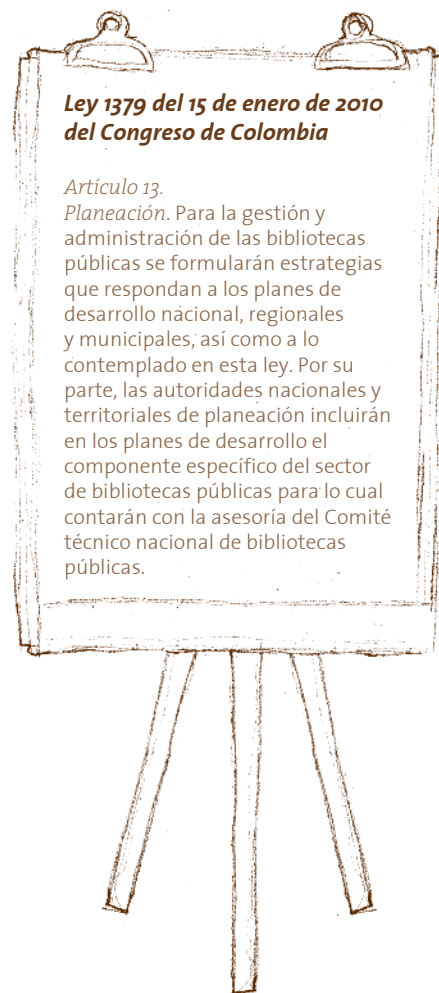 Ley 1379 del 15 de enero de 2010
del Congreso de Colombia
Artículo 13.
Planeación. Para la gestión y
administración de las bibliotecas
públicas se formularán estrategias
que respondan a los planes de
desarrollo nacional, regionales
y municipales, así como a lo
contemplado en esta ley. Por su
parte, las autoridades nacionales y
territoriales de planeación incluirán
en los planes de desarrollo el
componente específico del sector
de bibliotecas públicas para lo cual
contarán con la asesoría del Comité
técnico nacional de bibliotecas
públicas.